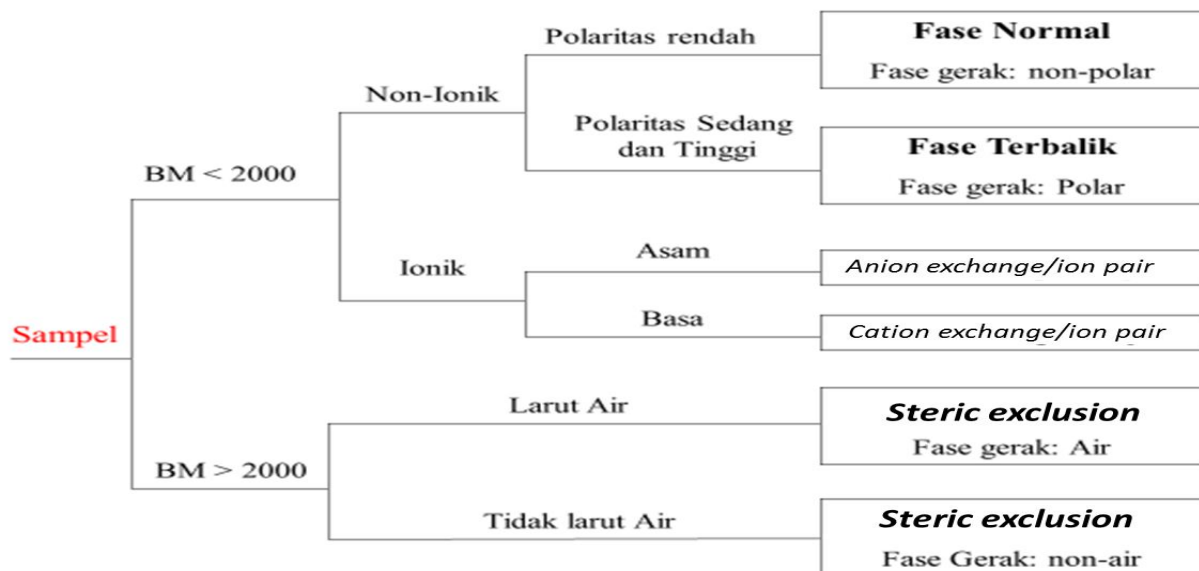 Sampel
BM < 2000
Non-Ionik
Polaritas rendah
Fase Normal
Fase gerak: non-polar
Polaritas Sedang
dan Tinggi
Fase Terbalik
Fase gerak: Polar
Ionik
Asam
Anion exchange/ion pair
Basa
Cation exchange/ion pair
BM > 2000
Larut Air
Steric exclusion
Fase gerak: Air
Tidak larut Air
Steric exclusion
Fase Gerak: non-air